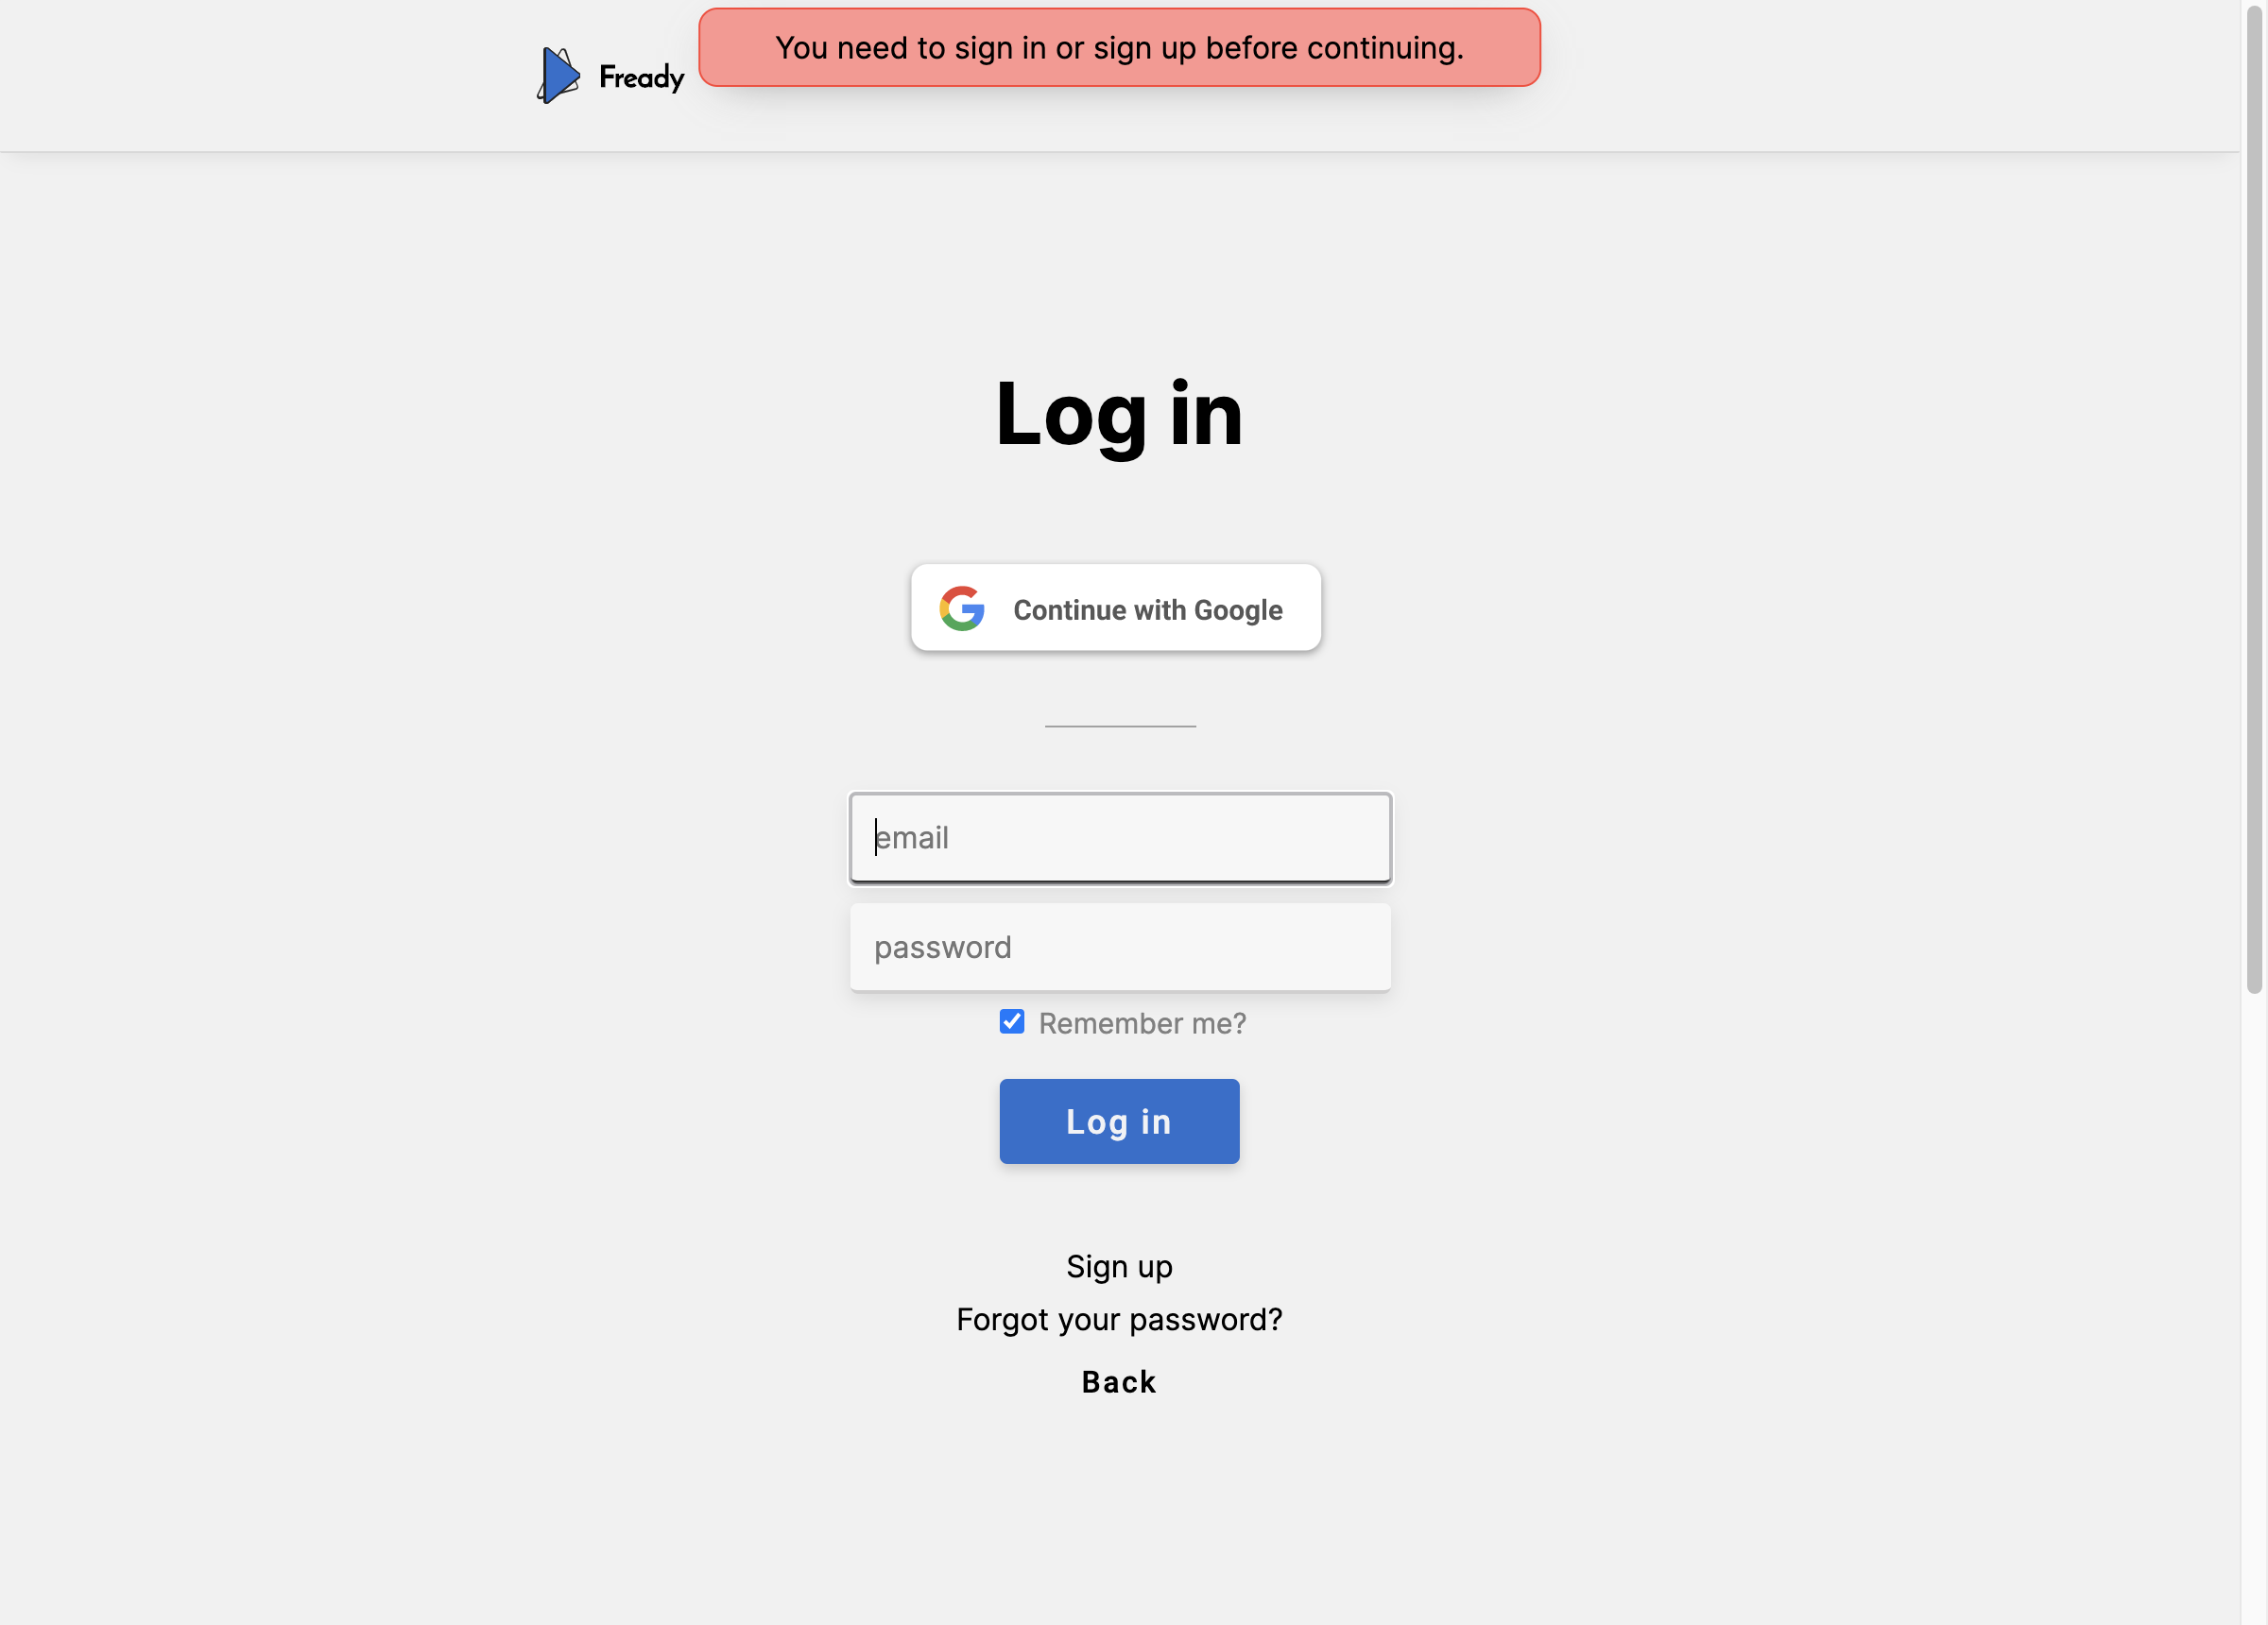 You need to sign in or sign up before continuing.
Fready
Log in
Continue with Google
email
password
Remember me?
Log in
Sign up
Forgot your password?
Back